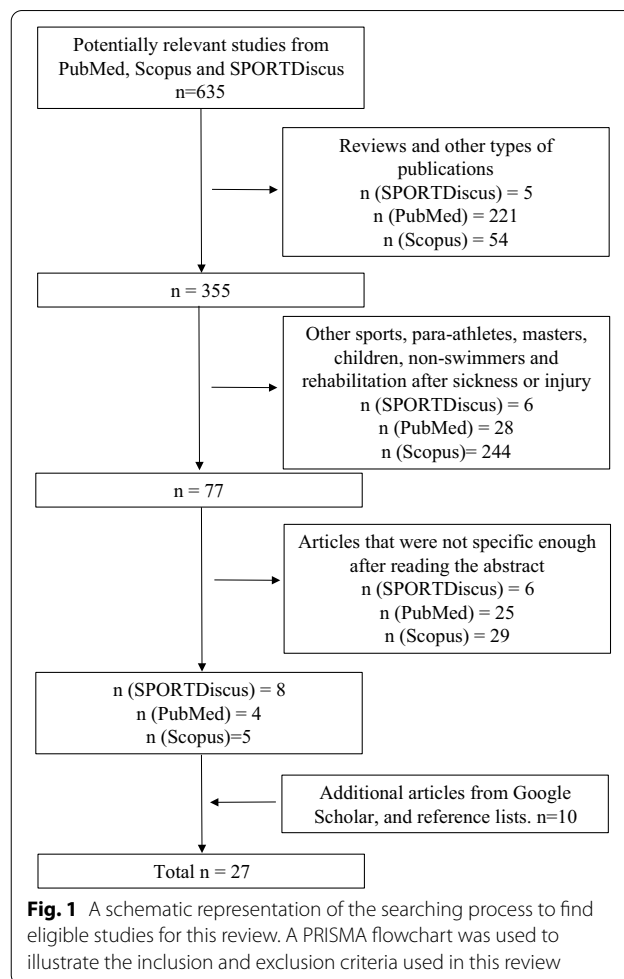 Potentially relevant studies from
PubMed, Scopus and SPORTDiscus
n=635
Reviews and other types of
publications
n (SPORTDiscus) = 5
n (PubMed) = 221
n (Scopus) = 54
n = 355
Other sports, para-athletes, masters,
children, non-swimmers and
rehabilitation after sickness or injury
n (SPORTDiscus) = 6
n (PubMed) = 28
n (Scopus)= 244
n = 77
Articles that were not specific enough
after reading the abstract
n (SPORTDiscus) = 6
n (PubMed) = 25
n (Scopus) = 29
n (SPORTDiscus) = 8
n (PubMed) = 4
n (Scopus)=5
Additional articles from Google
Scholar, and reference lists. n=10
Total n = 27
Fig. 1 A schematic representation of the searching process to find
eligible studies for this review. A PRISMA flowchart was used to
illustrate the inclusion and exclusion criteria used in this review